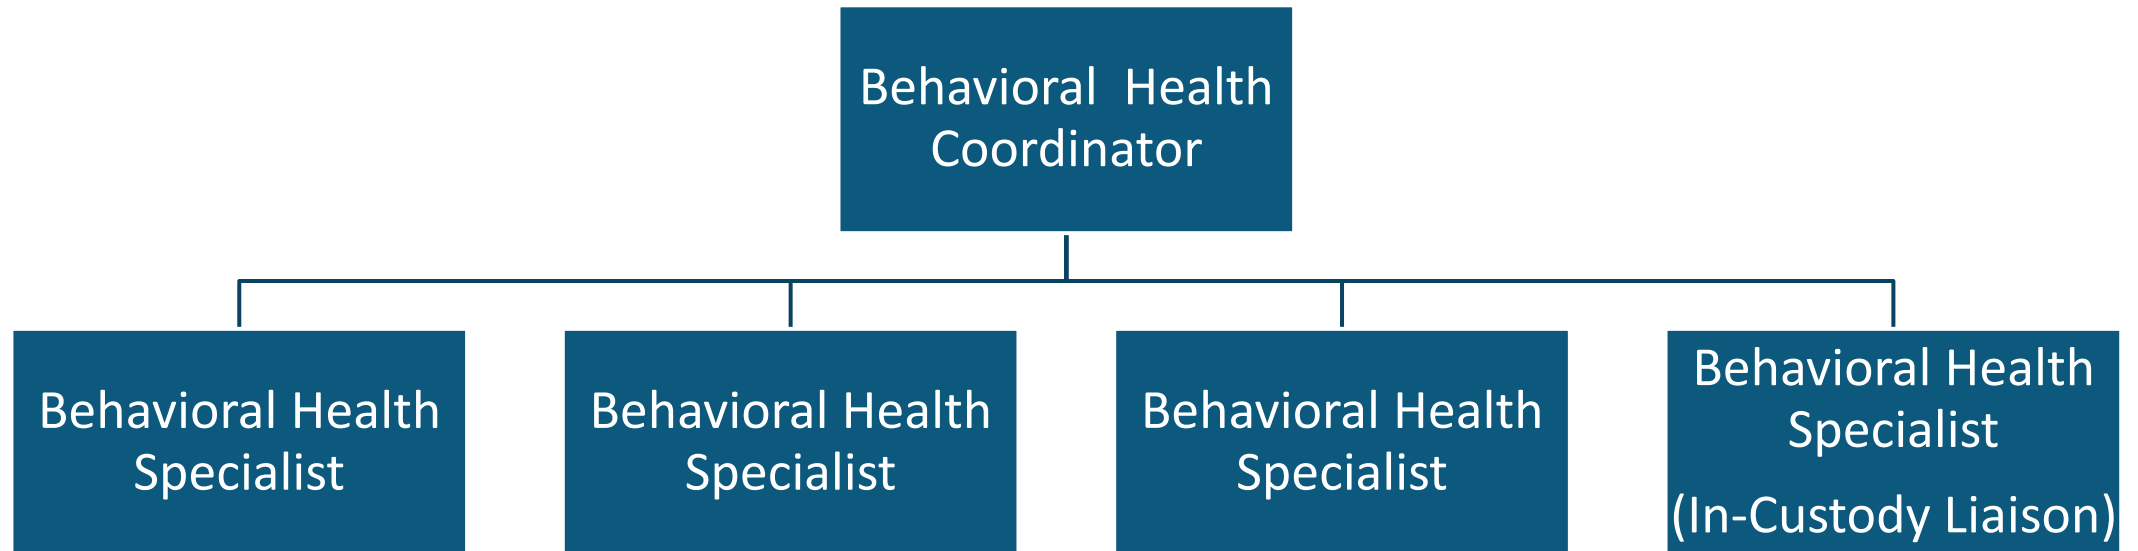 Behavioral  Health
Coordinator
Behavioral Health
Specialist
Behavioral Health
Specialist
Behavioral Health
Specialist
Behavioral Health
Specialist
(In-Custody Liaison)